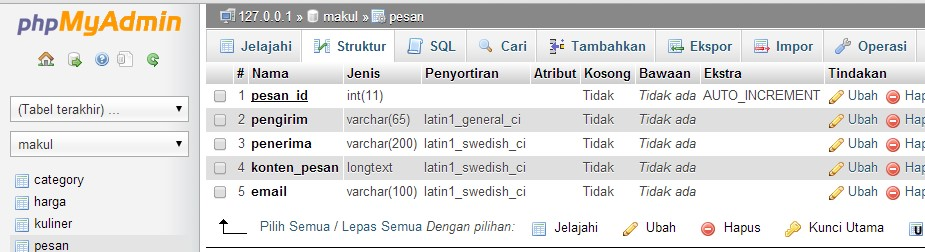 phpMyAdmin
(Tabel terakhir) ...
makul
category
harga
kuliner
pesan
127.0.0.1 » makul » pesan
Jelajahi Struktur SQL Cari Tambahkan Ekspor Impor Operasi
# Nama Jenis Penyortiran Atribut Kosong Bawaan Ekstra Tindakan
1 pesan_id int(11) Tidak Tidak ada AUTO_INCREMENT Ubah Hap
2 pengirim varchar(65) latin1_general_ci Tidak Tidak ada Ubah Hap
3 penerima varchar(200) latin1_swedish_ci Tidak Tidak ada Ubah Hap
4 konten_pesan longtext latin1_swedish_ci Tidak Tidak ada Ubah Hap
5 email varchar(100) latin1_swedish_ci Tidak Tidak ada Ubah Hap
Pilih Semua / Lepas Semua Dengan pilihan: Jelajahi Ubah Hapus Kunci Utama U